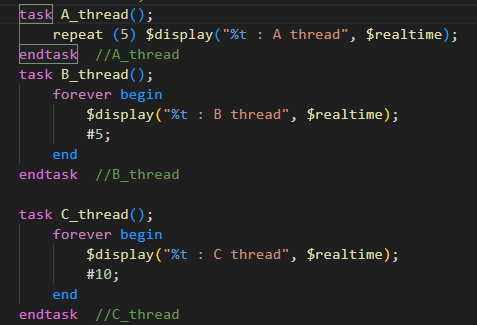 task A_thread();
    repeat (5) $display("%t : A thread", $realtime);
endtask  //A_thread
task B_thread();
    forever begin
        $display("%t : B thread", $realtime);
        #5;
    end
endtask  //B_thread

task C_thread();
    forever begin
        $display("%t : C thread", $realtime);
        #10;
    end
endtask  //C_thread